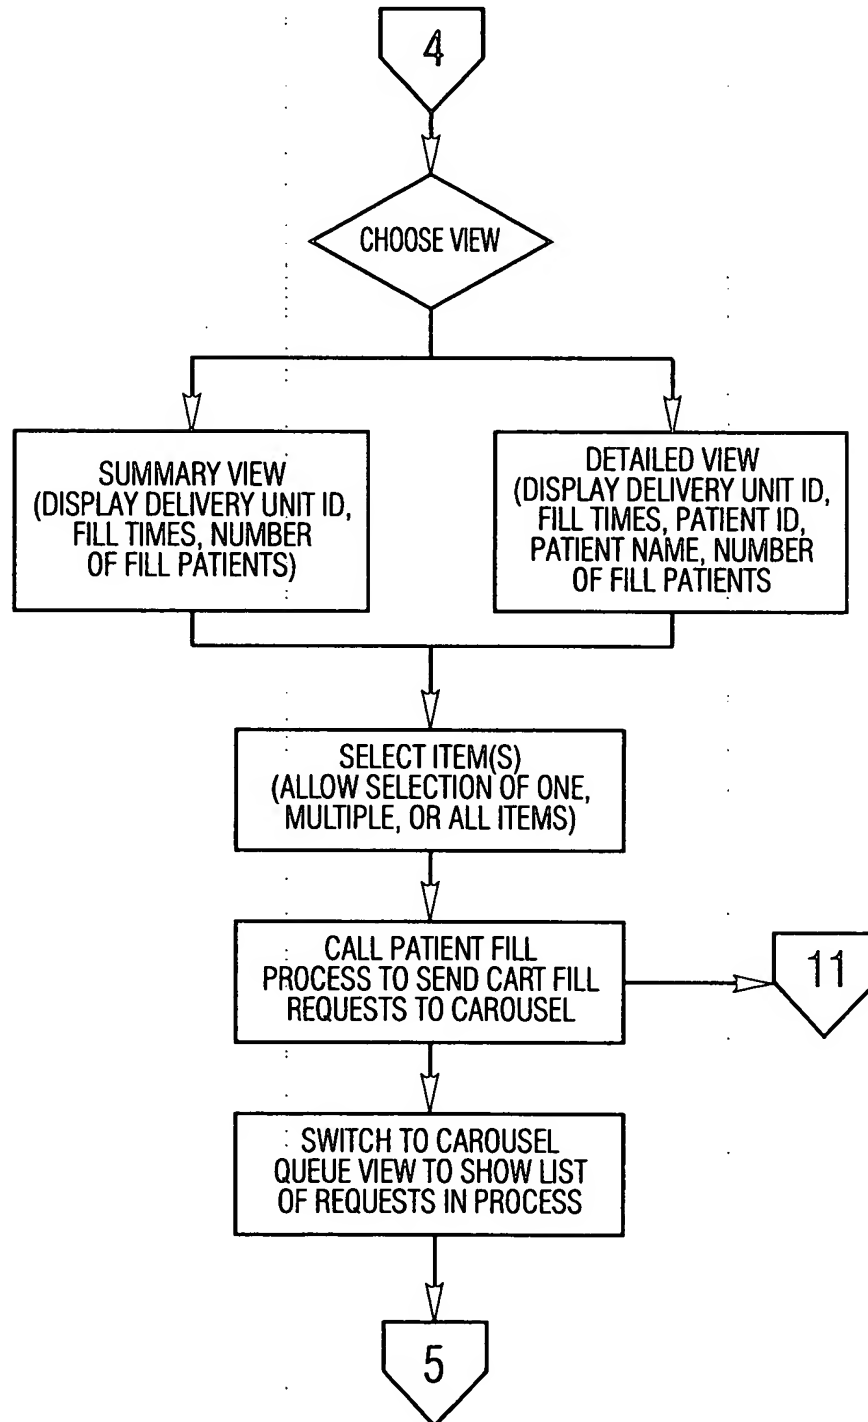 4
CHOOSE VIEW
SUMMARY VIEW
(DISPLAY DELIVERY UNIT ID,
FILL TIMES, NUMBER
OF FILL PATIENTS)
DETAILED VIEW
(DISPLAY DELIVERY UNIT ID,
FILL TIMES, PATIENT ID,
PATIENT NAME, NUMBER
OF FILL PATIENTS
SELECT ITEM(S)
(ALLOW SELECTION OF ONE,
MULTIPLE, OR ALL ITEMS)
CALL PATIENT FILL
PROCESS TO SEND CART FILL
REQUESTS TO CAROUSEL
11
SWITCH TO CAROUSEL
QUEUE VIEW TO SHOW LIST
OF REQUESTS IN PROCESS
5